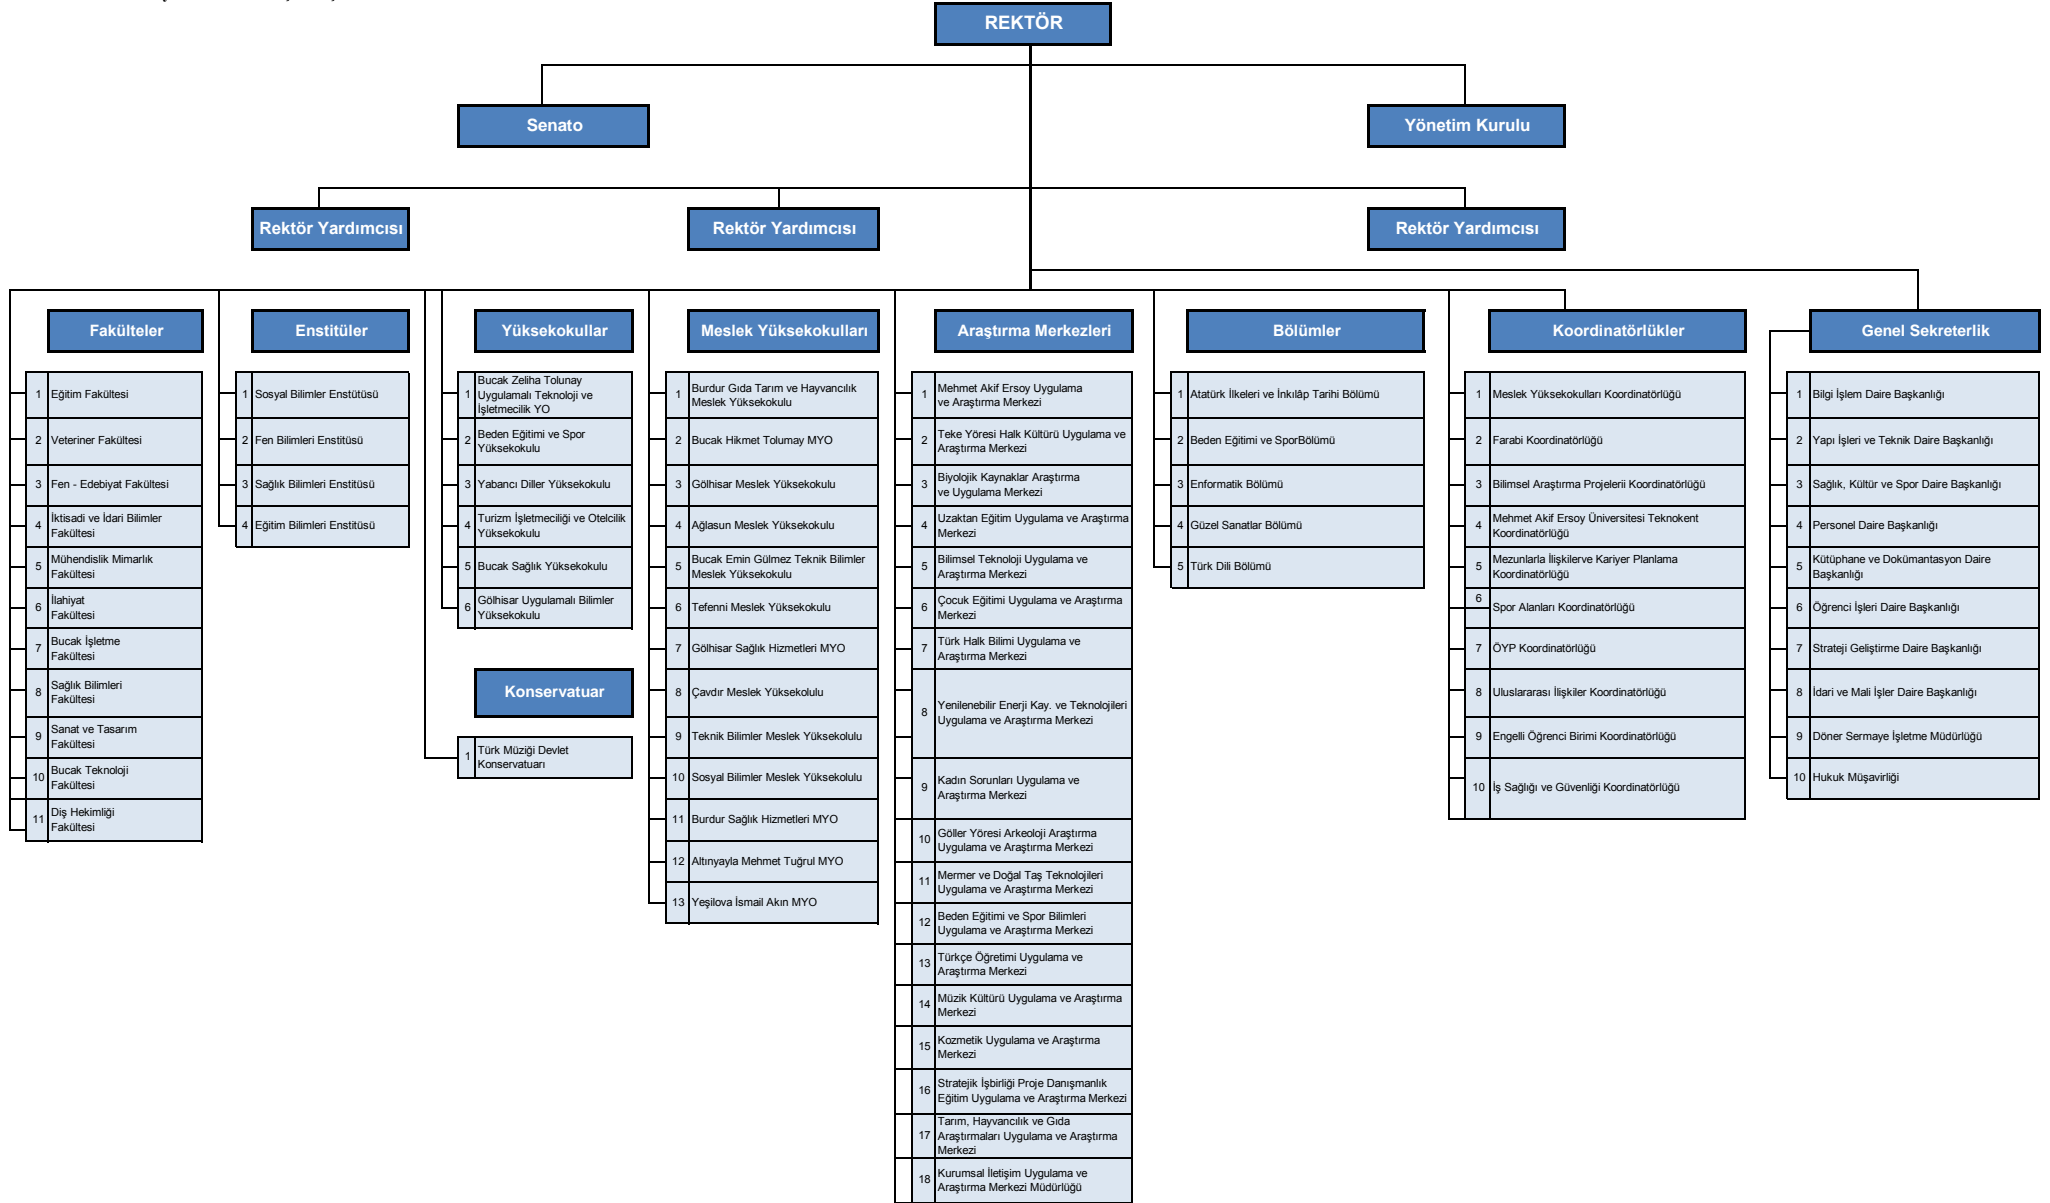 REKTÖR
Senato
Yönetim Kurulu
Rektör Yardımcısı
Rektör Yardımcısı
Rektör Yardımcısı
Fakülteler
1 Eğitim Fakültesi
2 Veteriner Fakültesi
3 Fen - Edebiyat Fakültesi
4 İktisadi ve İdari Bilimler
Fakültesi
5 Mühendislik Mimarlık
Fakültesi
6 İlahiyat
Fakültesi
7 Bucak İşletme
Fakültesi
8 Sağlık Bilimleri
Fakültesi
9 Sanat ve Tasarım
Fakültesi
10 Bucak Teknoloji
Fakültesi
11 Diş Hekimliği
Fakültesi
Enstitüler
1 Sosyal Bilimler Enstütüsü
2 Fen Bilimleri Enstitüsü
3 Sağlık Bilimleri Enstitüsü
4 Eğitim Bilimleri Enstitüsü
Yüksekokullar
1 Bucak Zeliha Tolunay
Uygulamalı Teknoloji ve
İşletmecilik YO
2 Beden Eğitimi ve Spor
Yüksekokulu
3 Yabancı Diller Yüksekokulu
4 Turizm İşletmeciliği ve Otelcilik
Yüksekokulu
5 Bucak Sağlık Yüksekokulu
6 Gölhisar Uygulamalı Bilimler
Yüksekokulu
Konservatuar
1 Türk Müziği Devlet
Konservatuarı
Meslek Yüksekokulları
1 Burdur Gıda Tarım ve Hayvancılık
Meslek Yüksekokulu
2 Bucak Hikmet Tolumay MYO
3 Gölhisar Meslek Yüksekokulu
4 Ağlasun Meslek Yüksekokulu
5 Bucak Emin Gülmez Teknik Bilimler
Meslek Yüksekokulu
6 Tefenni Meslek Yüksekokulu
7 Gölhisar Sağlık Hizmetleri MYO
8 Çavdır Meslek Yüksekolulu
9 Teknik Bilimler Meslek Yüksekolulu
10 Sosyal Bilimler Meslek Yüksekolulu
11 Burdur Sağlık Hizmetleri MYO
12 Altınyayla Mehmet Tuğrul MYO
13 Yeşilova İsmail Akın MYO
Araştırma Merkezleri
1 Mehmet Akif Ersoy Uygulama
ve Araştırma Merkezi
2 Teke Yöresi Halk Kültürü Uygulama ve
Araştırma Merkezi
3 Biyolojik Kaynaklar Araştırma
ve Uygulama Merkezi
4 Uzaktan Eğitim Uygulama ve Araştırma
Merkezi
5 Bilimsel Teknoloji Uygulama ve
Araştırma Merkezi
6 Çocuk Eğitimi Uygulama ve Araştırma
Merkezi
7 Türk Halk Bilimi Uygulama ve
Araştırma Merkezi
8 Yenilenebilir Enerji Kay. ve Teknolojileri
Uygulama ve Araştırma Merkezi
9 Kadın Sorunları Uygulama ve
Araştırma Merkezi
10 Göller Yöresi Arkeoloji Araştırma
Uygulama ve Araştırma Merkezi
11 Mermer ve Doğal Taş Teknolojileri
Uygulama ve Araştırma Merkezi
12 Beden Eğitimi ve Spor Bilimleri
Uygulama ve Araştırma Merkezi
13 Türkçe Öğretimi Uygulama ve
Araştırma Merkezi
14 Müzik Kültürü Uygulama ve Araştırma
Merkezi
15 Kozmetik Uygulama ve Araştırma
Merkezi
16 Stratejik İşbirliği Proje Danışmanlık
Eğitim Uygulama ve Araştırma Merkezi
17 Tarım, Hayvancılık ve Gıda
Araştırmaları Uygulama ve Araştırma
Merkezi
18 Kurumsal İletişim Uygulama ve
Araştırma Merkezi Müdürlüğü
Bölümler
1 Atatürk İlkeleri ve İnkılâp Tarihi Bölümü
2 Beden Eğitimi ve SporBölümü
3 Enformatik Bölümü
4 Güzel Sanatlar Bölümü
5 Türk Dili Bölümü
Koordinatörlükler
1 Meslek Yüksekokulları Koordinatörlüğü
2 Farabi Koordinatörlüğü
3 Bilimsel Araştırma Projelerii Koordinatörlüğü
4 Mehmet Akif Ersoy Üniversitesi Teknokent
Koordinatörlüğü
5 Mezunlarla İlişkilerve Kariyer Planlama
Koordinatörlüğü
6 Spor Alanları Koordinatörlüğü
7 ÖYP Koordinatörlüğü
8 Uluslararası İlişkiler Koordinatörlüğü
9 Engelli Öğrenci Birimi Koordinatörlüğü
10 İş Sağlığı ve Güvenliği Koordinatörlüğü
Genel Sekreterlik
1 Bilgi İşlem Daire Başkanlığı
2 Yapı İşleri ve Teknik Daire Başkanlığı
3 Sağlık, Kültür ve Spor Daire Başkanlığı
4 Personel Daire Başkanlığı
5 Kütüphane ve Dokümantasyon Daire
Başkanlığı
6 Öğrenci İşleri Daire Başkanlığı
7 Strateji Geliştirme Daire Başkanlığı
8 İdari ve Mali İşler Daire Başkanlığı
9 Döner Sermaye İşletme Müdürlüğü
10 Hukuk Müşavirliği